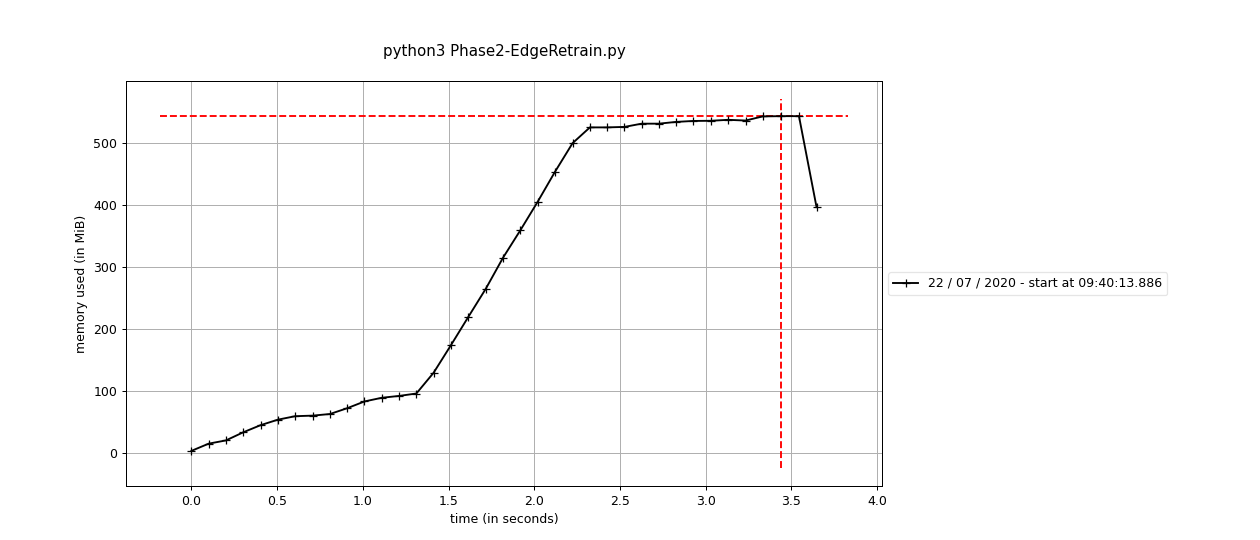 python3 Phase2-EdgeRetrain.py
memory used (in MiB)
500
400
300
200
100
0
0.0 0.5 1.0 1.5 2.0 2.5 3.0 3.5 4.0
time (in seconds)
22 / 07 / 2020 - start at 09:40:13.886